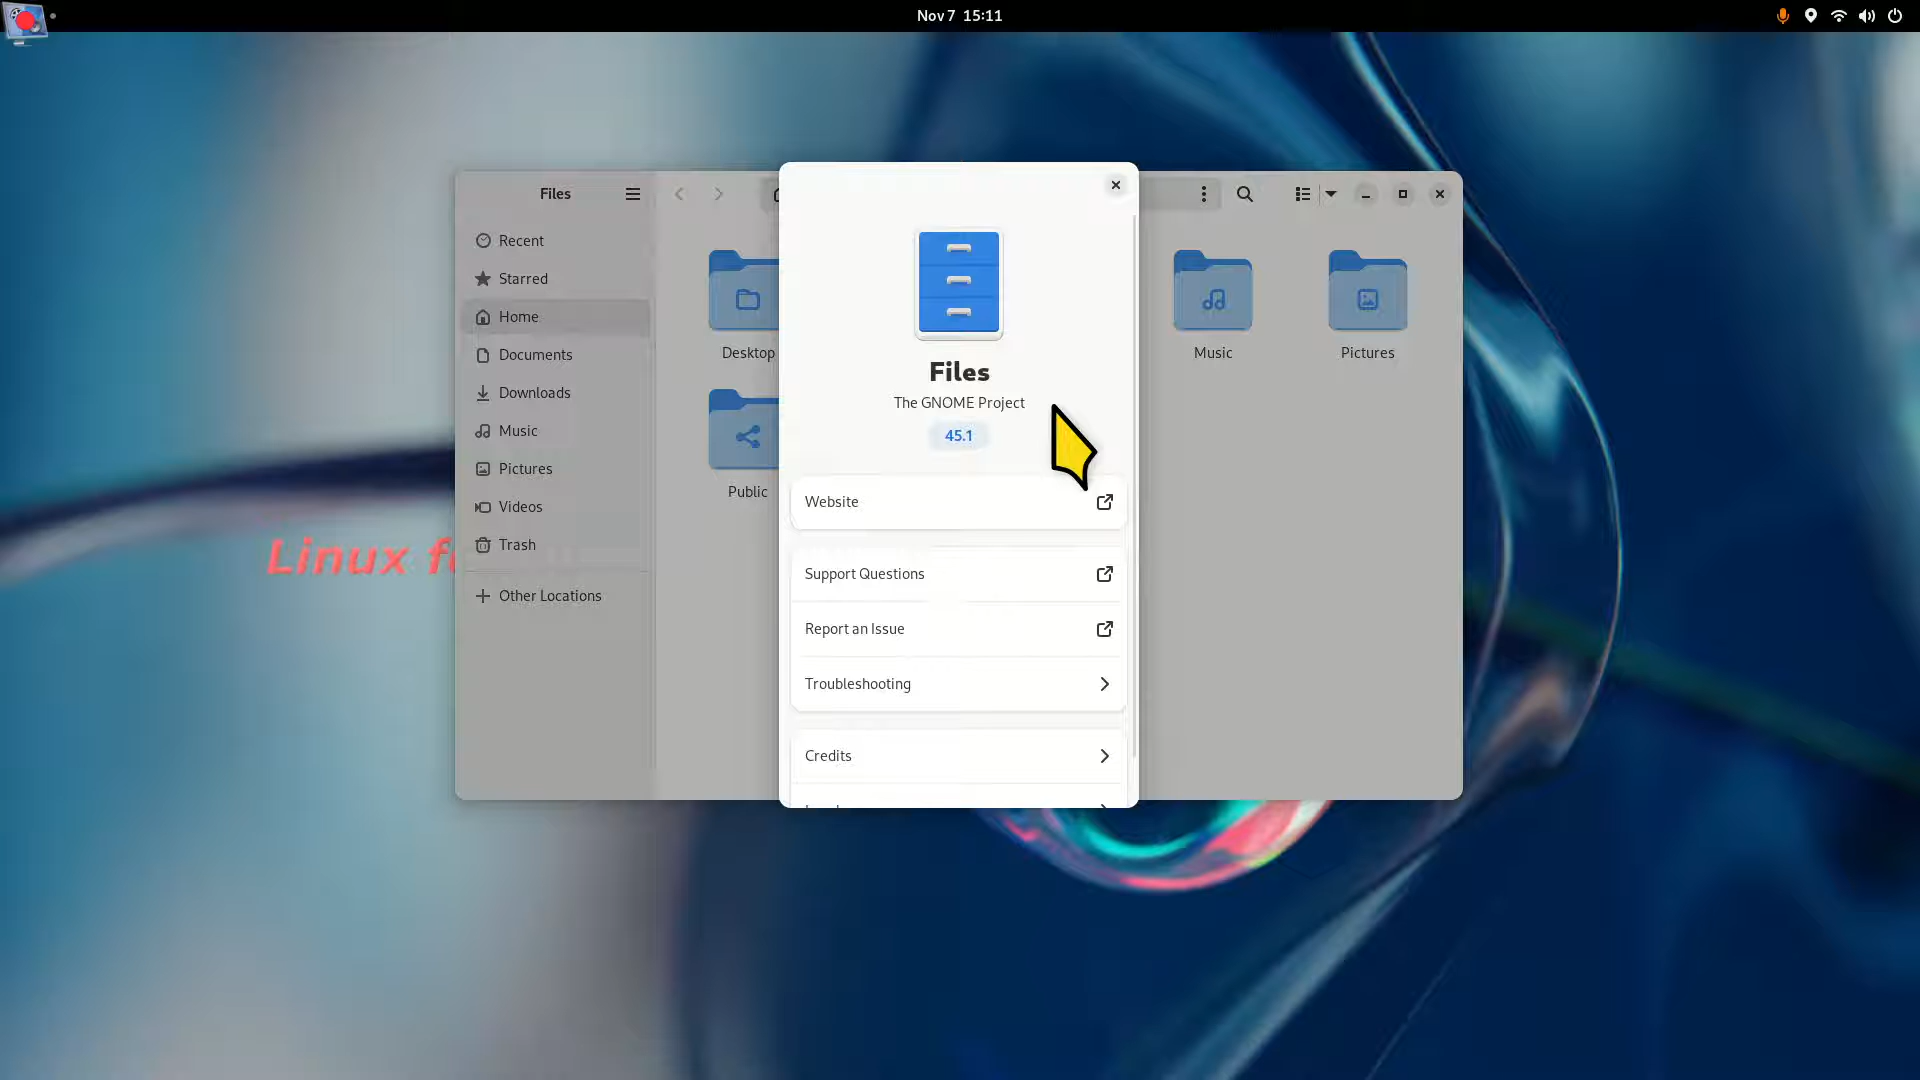 Nov 7 15:11
Files
Recent
Starred
Home
Documents
Downloads
Music
Pictures
Videos
Trash
Other Locations
Desktop
Music
Pictures
Public
Files
The GNOME Project
45.1
Website
Support Questions
Report an Issue
Troubleshooting
Credits
Linux